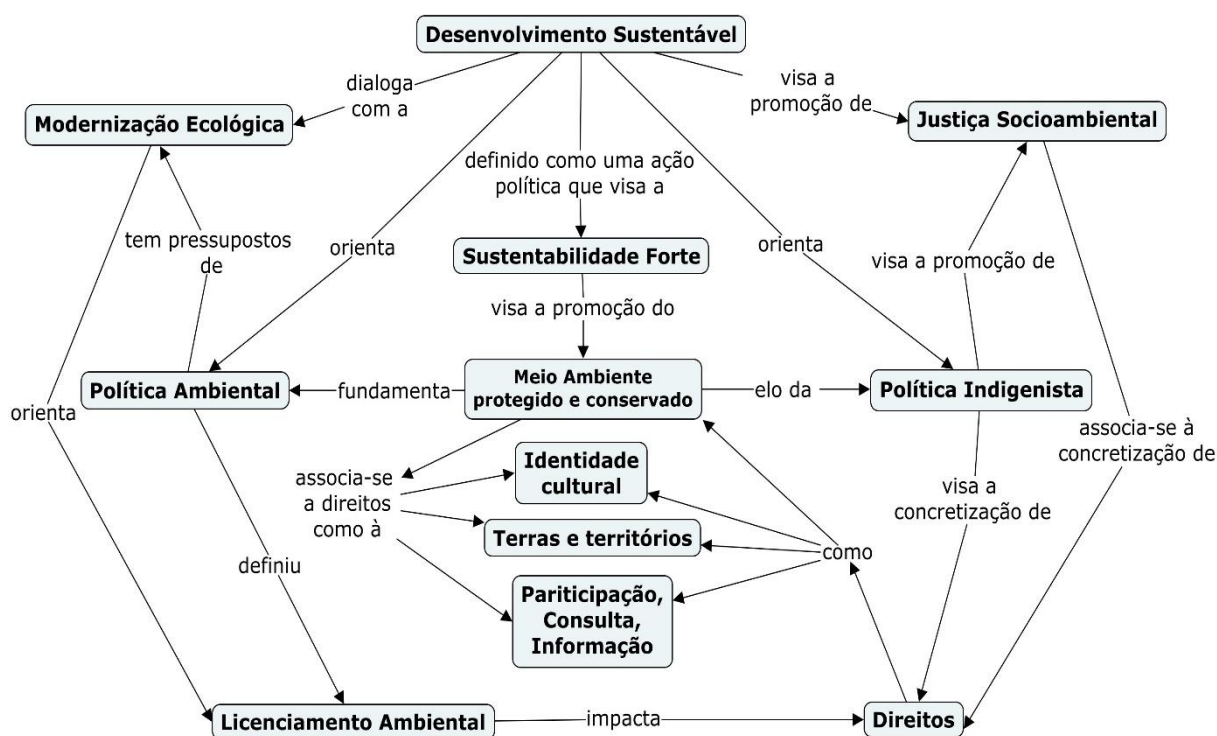 Desenvolvimento Sustentável
dialoga
com a
visa a
promoção de
Modernização Ecológica
Justiça Socioambiental
definido como uma ação
política que visa a
tem pressupostos
de
orienta
orienta
Sustentabilidade Forte
visa a promoção de
visa a promoção do
Política Ambiental
fundamenta
Meio Ambiente
protegido e conservado
elo da
Política Indigenista
orienta
associa-se à
concretização de
associa-se
a direitos
como à
Identidade
cultural
visa a
concretização de
Terras e territórios
como
definiu
Pariticipação,
Consulta,
Informação
Licenciamento Ambiental
impacta
Direitos